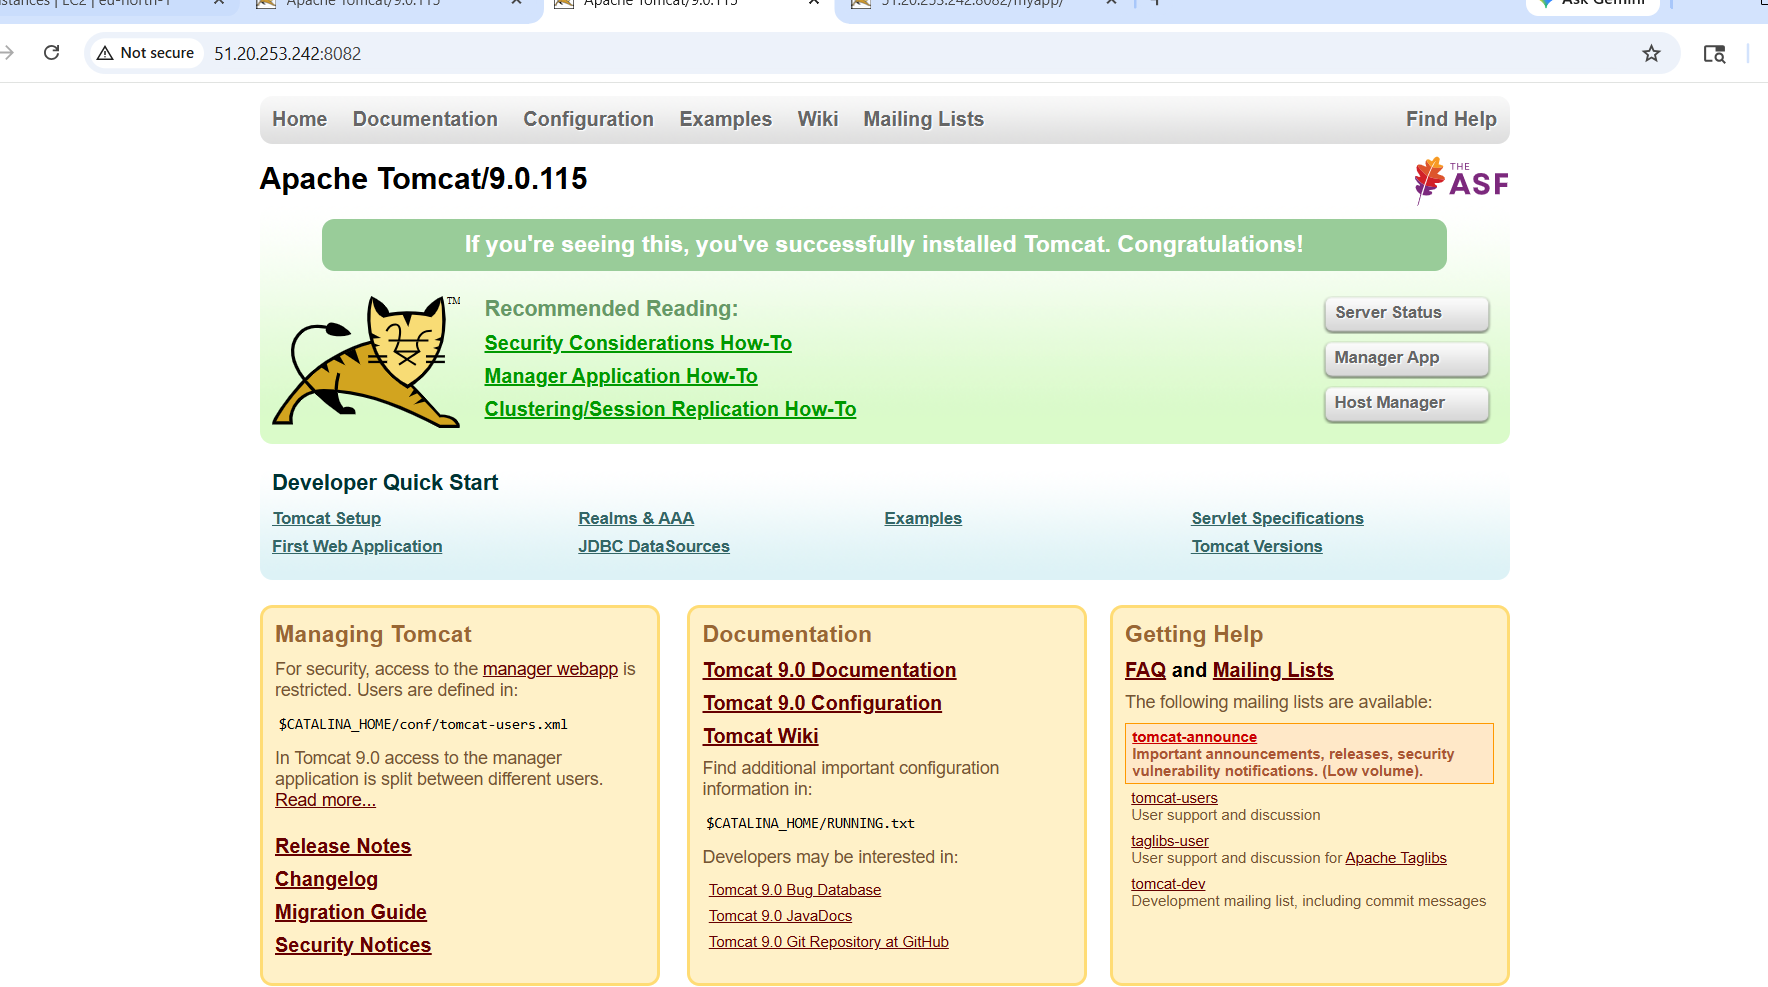 Apache Tomcat/9.0.115
Apache Tomcat/9.0.115
51.20.253.242:8082/myapp/
Ask Gemini
Not secure
51.20.253.242:8082
Home Documentation Configuration Examples Wiki Mailing Lists Find Help
Apache Tomcat/9.0.115
THE
ASF
If you're seeing this, you've successfully installed Tomcat. Congratulations!
TM
Recommended Reading:
Security Considerations How-To
Manager Application How-To
Clustering/Session Replication How-To
Server Status
Manager App
Host Manager
Developer Quick Start
Tomcat Setup
First Web Application
Realms & AAA
JDBC DataSources
Examples
Servlet Specifications
Tomcat Versions
Managing Tomcat
For security, access to the manager webapp is
restricted. Users are defined in:
$CATALINA_HOME/conf/tomcat-users.xml
In Tomcat 9.0 access to the manager
application is split between different users.
Read more...
Release Notes
Changelog
Migration Guide
Security Notices
Documentation
Tomcat 9.0 Documentation
Tomcat 9.0 Configuration
Tomcat Wiki
Find additional important configuration
information in:
$CATALINA_HOME/RUNNING.txt
Developers may be interested in:
Tomcat 9.0 Bug Database
Tomcat 9.0 JavaDocs
Tomcat 9.0 Git Repository at GitHub
Getting Help
FAQ and Mailing Lists
The following mailing lists are available:
tomcat-announce
Important announcements, releases, security
vulnerability notifications. (Low volume).
tomcat-users
User support and discussion
taglibs-user
User support and discussion for Apache Taglibs
tomcat-dev
Development mailing list, including commit messages